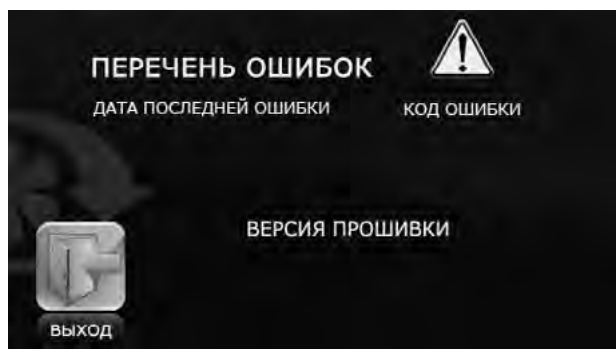 ПЕРЕЧЕНЬ ОШИБОК
ДАТА ПОСЛЕДНЕЙ ОШИБКИ КОД ОШИБКИ
ВЕРСИЯ ПРОШИВКИ
ВЫХОД